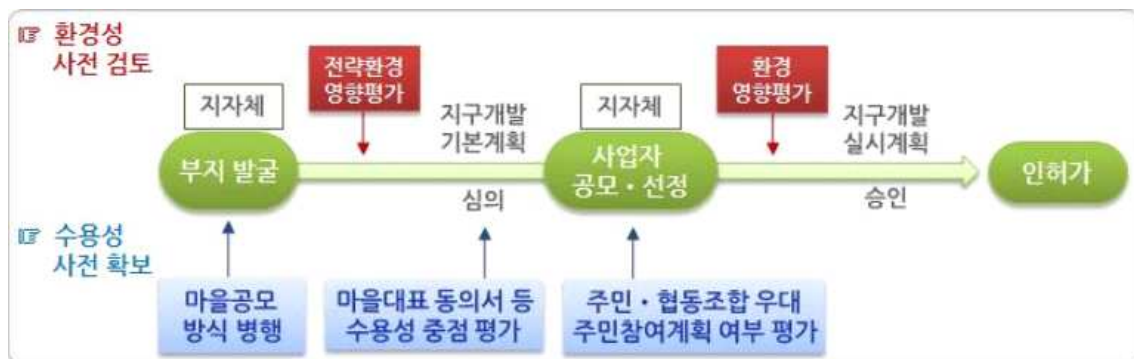 ☞ 환경성
사전 검토
전략환경
영향평가
환경
영향평가
지자체
지구개발
기본계획
지자체
지구개발
실시계획
부지 발굴
사업자
공모・선정
인허가
심의
승인
☞ 수용성
사전 확보
마을공모
방식 병행
마을대표 동의서 등
수용성 중점 평가
주민・협동조합 우대
주민참여계획 여부 평가